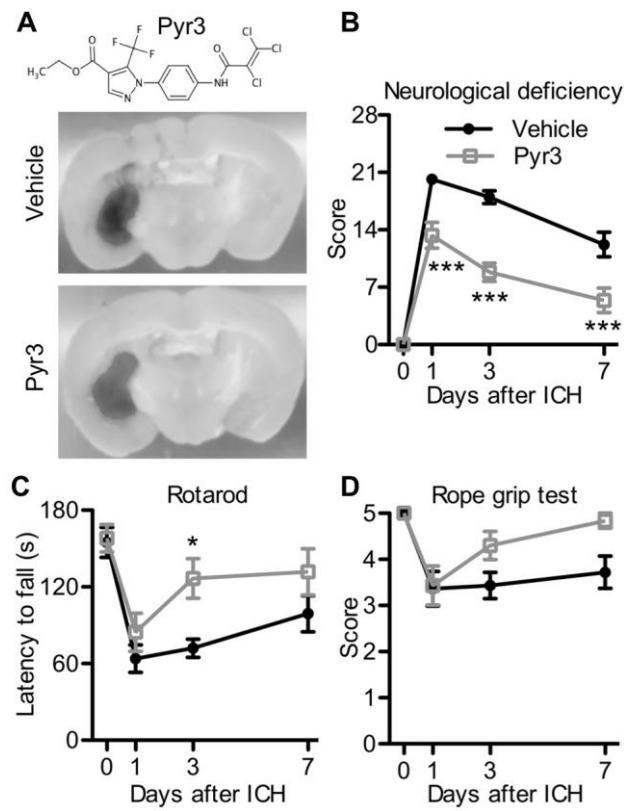 A
Pyr3
O
F
F
F
O
H₃C
N
N
NH
O
Cl
Cl
Cl
Vehicle
Pyr3
B
Neurological deficiency
Vehicle
Pyr3
Score
28
21
14
7
0
***
***
***
0 1 3 7
Days after ICH
C
Rotarod
Latency to fall (s)
180
120
60
0
*
0 1 3 7
Days after ICH
D
Rope grip test
Score
5
4
3
2
1
0
0 1 3 7
Days after ICH